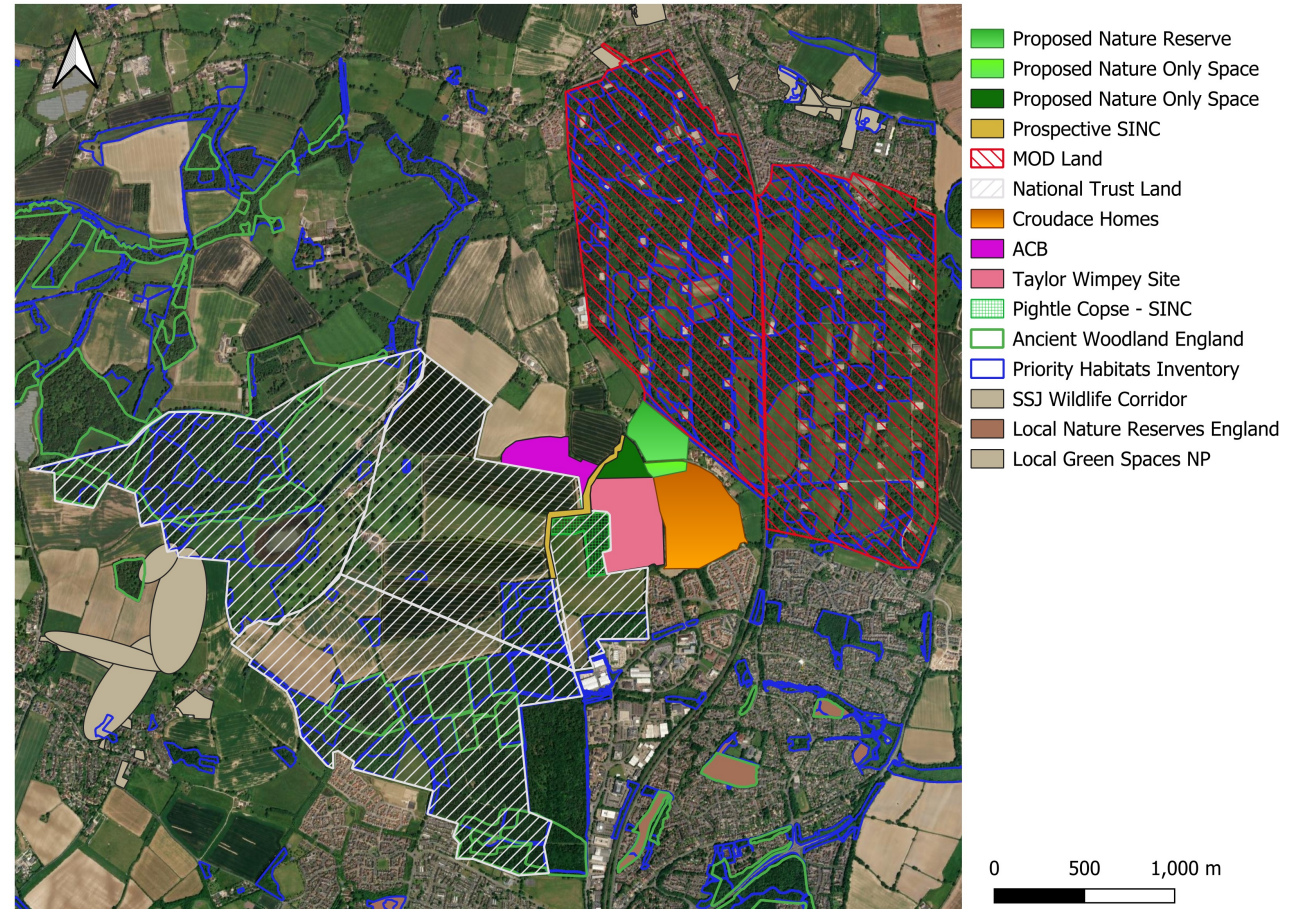 Proposed Nature Reserve
Proposed Nature Only Space
Proposed Nature Only Space
Prospective SINC
MOD Land
National Trust Land
Croudace Homes
ACB
Taylor Wimpey Site
Pightle Copse - SINC
Ancient Woodland England
Priority Habitats Inventory
SSJ Wildlife Corridor
Local Nature Reserves England
Local Green Spaces NP
0 500 1,000 m